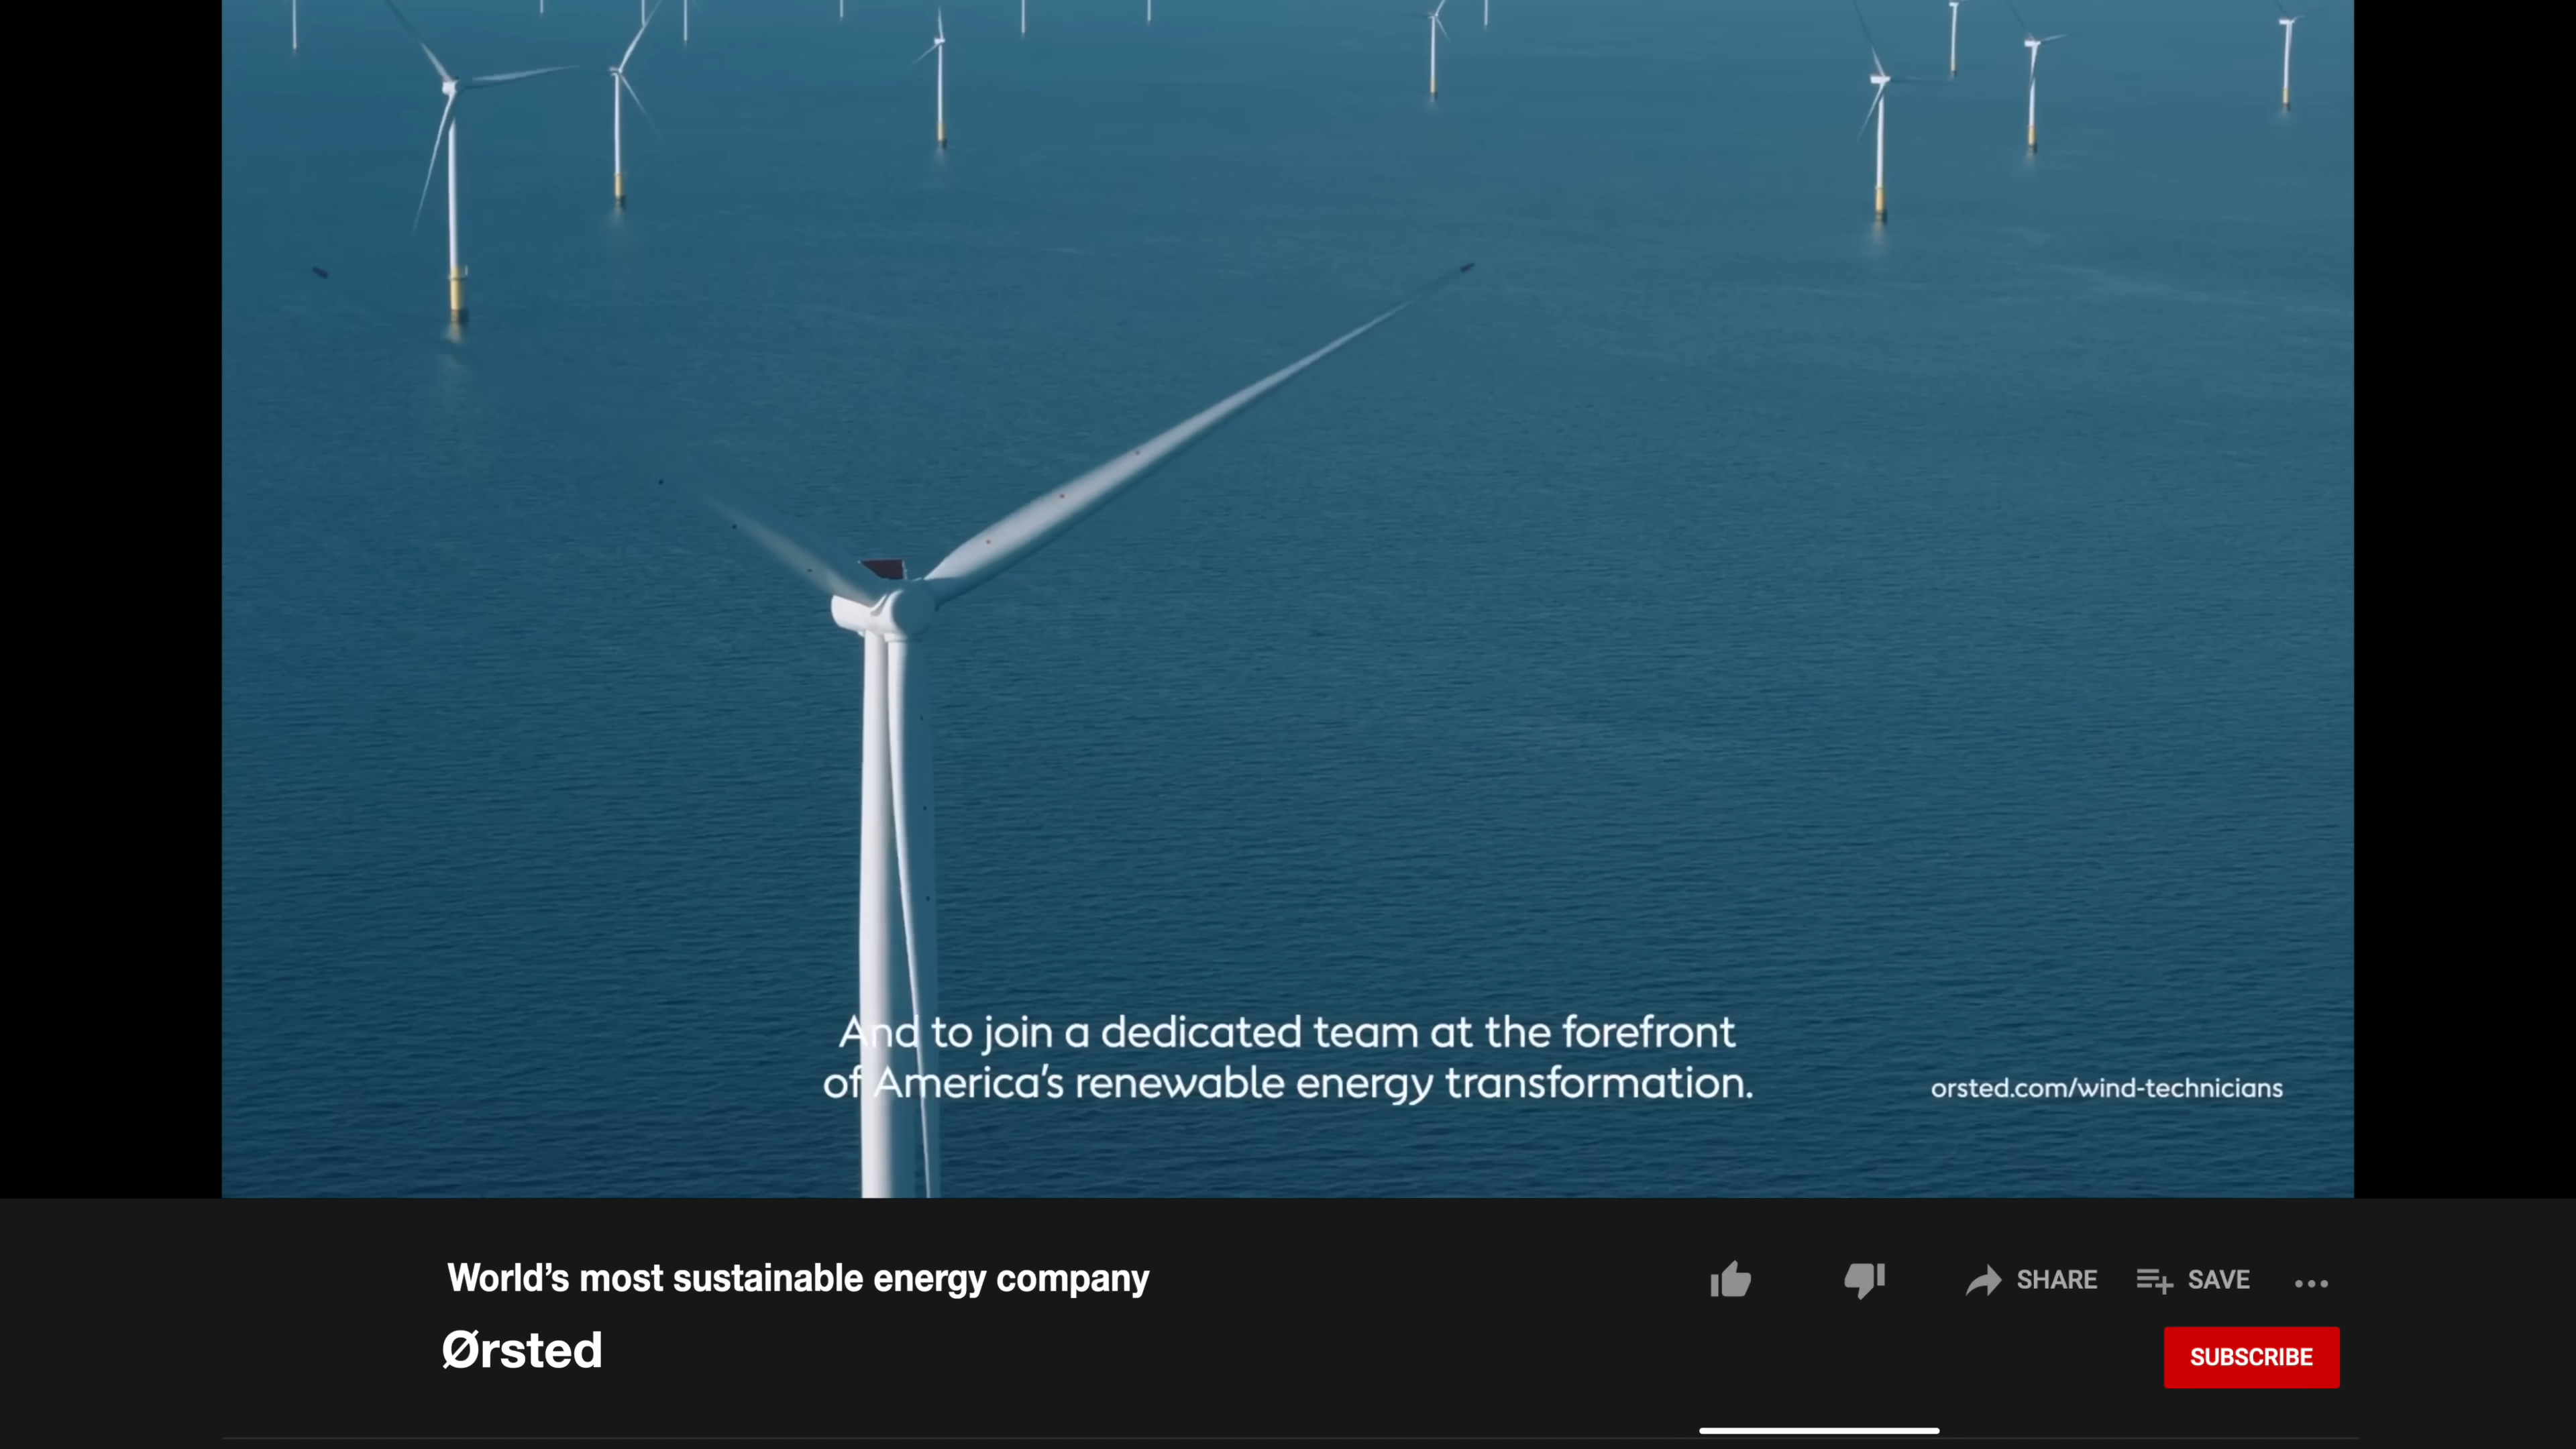 And to join a dedicated team at the forefront
of America's renewable energy transformation.
orsted.com/wind-technicians
World's most sustainable energy company
SHARE
SAVE
Ørsted
SUBSCRIBE